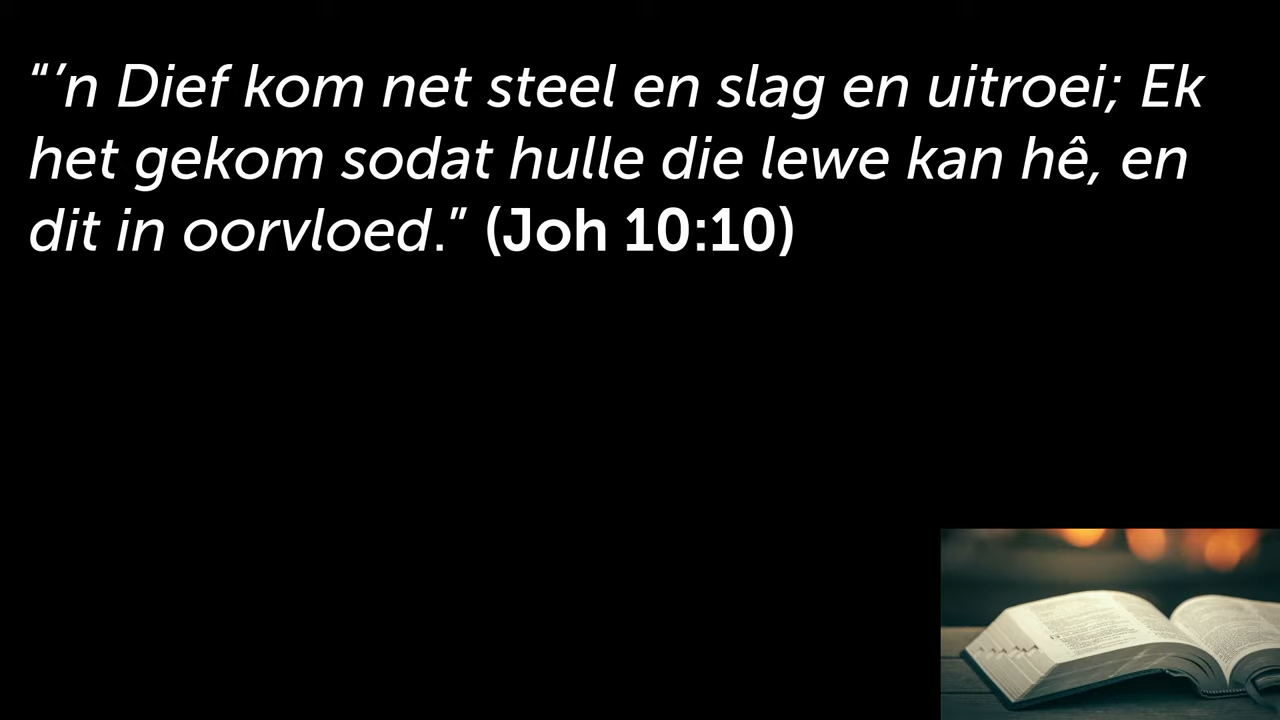 “’n Dief kom net steel en slag en uitroei; Ek
het gekom sodat hulle die lewe kan hê, en
dit in oorvloed.” (Joh 10:10)